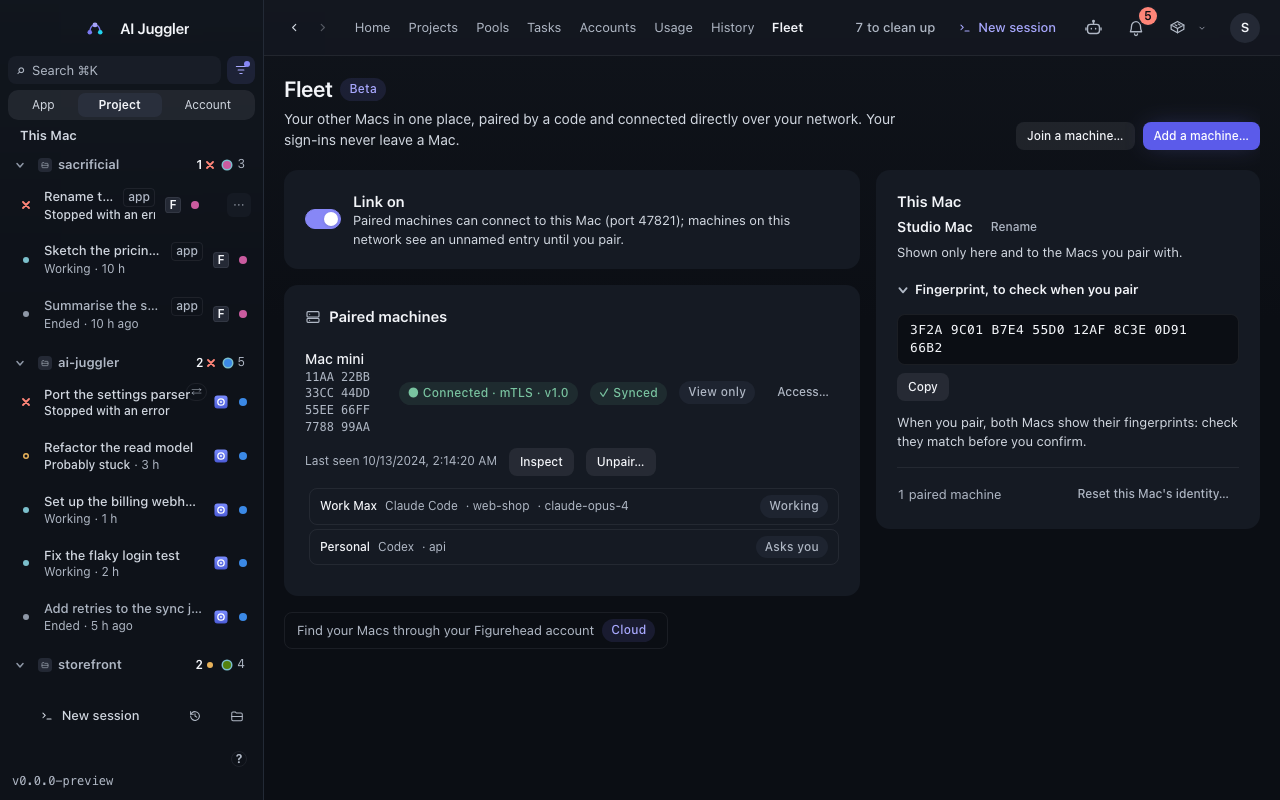 AI Juggler
Search ⌘K
App Project Account
This Mac
sacrificial 1 3
Rename t... app F
Stopped with an er
Sketch the pricin... app F
Working · 10 h
Summarise the s... app F
Ended · 10 h ago
ai-juggler 2 5
Port the settings parser
Stopped with an error
Refactor the read model
Probably stuck · 3 h
Set up the billing webh...
Working · 1 h
Fix the flaky login test
Working · 2 h
Add retries to the sync j...
Ended · 5 h ago
storefront 2 4
New session
?
v0.0.0-preview
Home Projects Pools Tasks Accounts Usage History Fleet 7 to clean up New session 5 S
Fleet Beta
Your other Macs in one place, paired by a code and connected directly over your network. Your
sign-ins never leave a Mac.
Join a machine... Add a machine...
Link on
Paired machines can connect to this Mac (port 47821); machines on this
network see an unnamed entry until you pair.
Paired machines
Mac mini
11AA 22BB
33CC 44DD
55EE 66FF
7788 99AA
Connected · mTLS · v1.0 ✓ Synced View only Access...
Last seen 10/13/2024, 2:14:20 AM Inspect Unpair...
Work Max Claude Code · web-shop · claude-opus-4 Working
Personal Codex · api Asks you
Find your Macs through your Figurehead account Cloud
This Mac
Studio Mac Rename
Shown only here and to the Macs you pair with.
Fingerprint, to check when you pair
3F2A 9C01 B7E4 55D0 12AF 8C3E 0D91
66B2
Copy
When you pair, both Macs show their fingerprints: check
they match before you confirm.
1 paired machine Reset this Mac's identity...